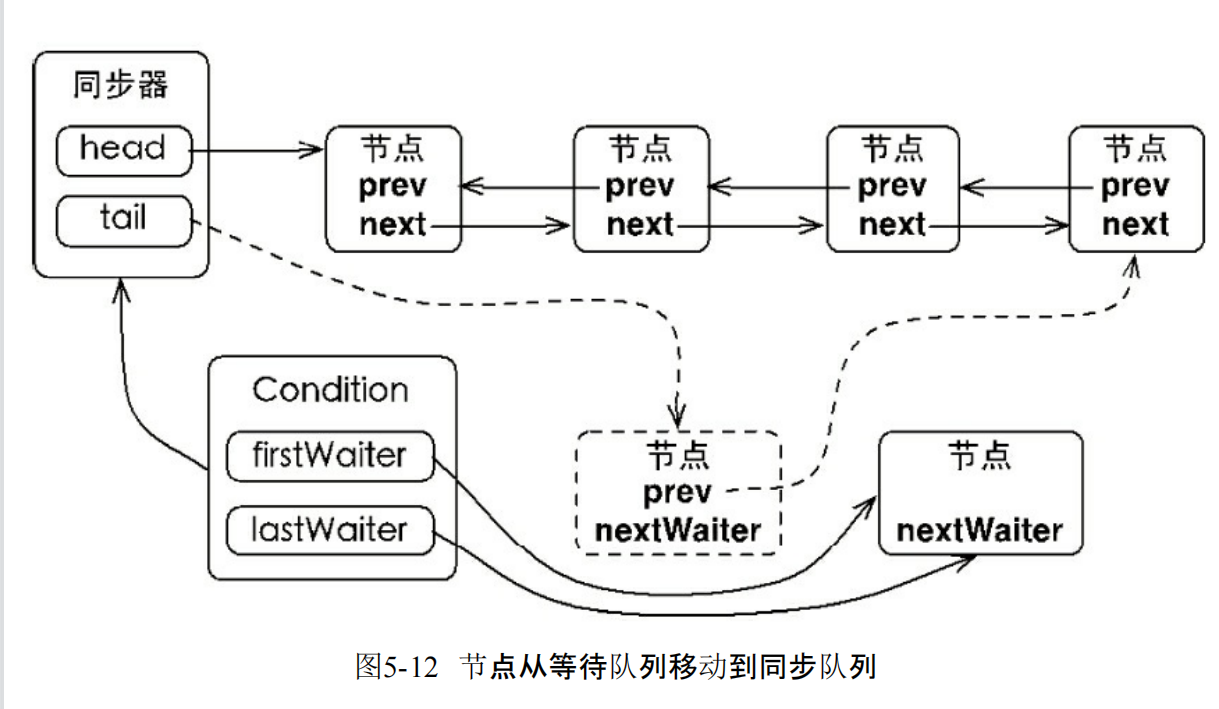 同步器
head
tail
节点
prev
next
节点
prev
next
节点
prev
next
节点
prev
next
Condition
firstWaiter
lastWaiter
节点
prev
nextWaiter
节点
nextWaiter
图5-12 节点从等待队列移动到同步队列